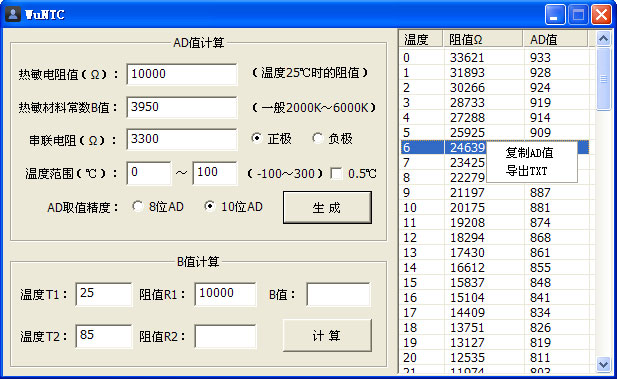 WuNTC
AD值计算
热敏电阻值(Ω): 10000 (温度25℃时的阻值)
热敏材料常数B值: 3950 (一般2000K~6000K)
串联电阻(Ω): 3300 正极 负极
温度范围(℃): 0 ~ 100 (-100~300) 0.5℃
AD取值精度: 8位AD 10位AD 生 成
B值计算
温度T1: 25 阻值R1: 10000 B值:
温度T2: 85 阻值R2: 计 算
温度 阻值Ω AD值
0 33621 933
1 31893 928
2 30266 924
3 28733 919
4 27288 914
5 25925 909
6 24639
复制AD值
7 23425
导出TXT
8 22279
9 21197 887
10 20175 881
11 19208 874
12 18294 868
13 17430 861
14 16612 855
15 15837 848
16 15104 841
17 14409 834
18 13751 826
19 13127 819
20 12535 811
21 11974 803